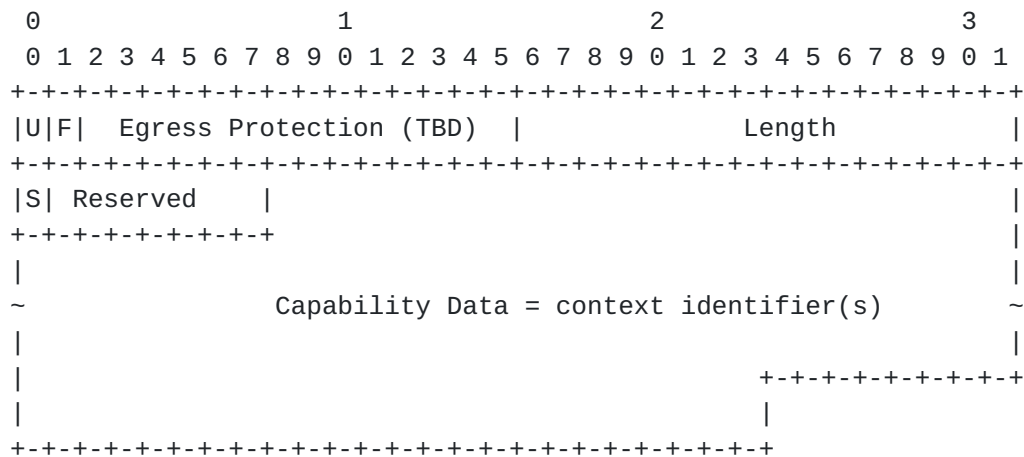 0                   1                   2                   3
 0 1 2 3 4 5 6 7 8 9 0 1 2 3 4 5 6 7 8 9 0 1 2 3 4 5 6 7 8 9 0 1
+-+-+-+-+-+-+-+-+-+-+-+-+-+-+-+-+-+-+-+-+-+-+-+-+-+-+-+-+-+-+-+-+
|U|F|  Egress Protection (TBD)  |              Length           |
+-+-+-+-+-+-+-+-+-+-+-+-+-+-+-+-+-+-+-+-+-+-+-+-+-+-+-+-+-+-+-+-+
|S| Reserved    |                                               |
+-+-+-+-+-+-+-+-+                                               |
|                                                               |
~                Capability Data = context identifier(s)        ~
|                                                               |
|                                               +-+-+-+-+-+-+-+-+
|                                               |
+-+-+-+-+-+-+-+-+-+-+-+-+-+-+-+-+-+-+-+-+-+-+-+-+